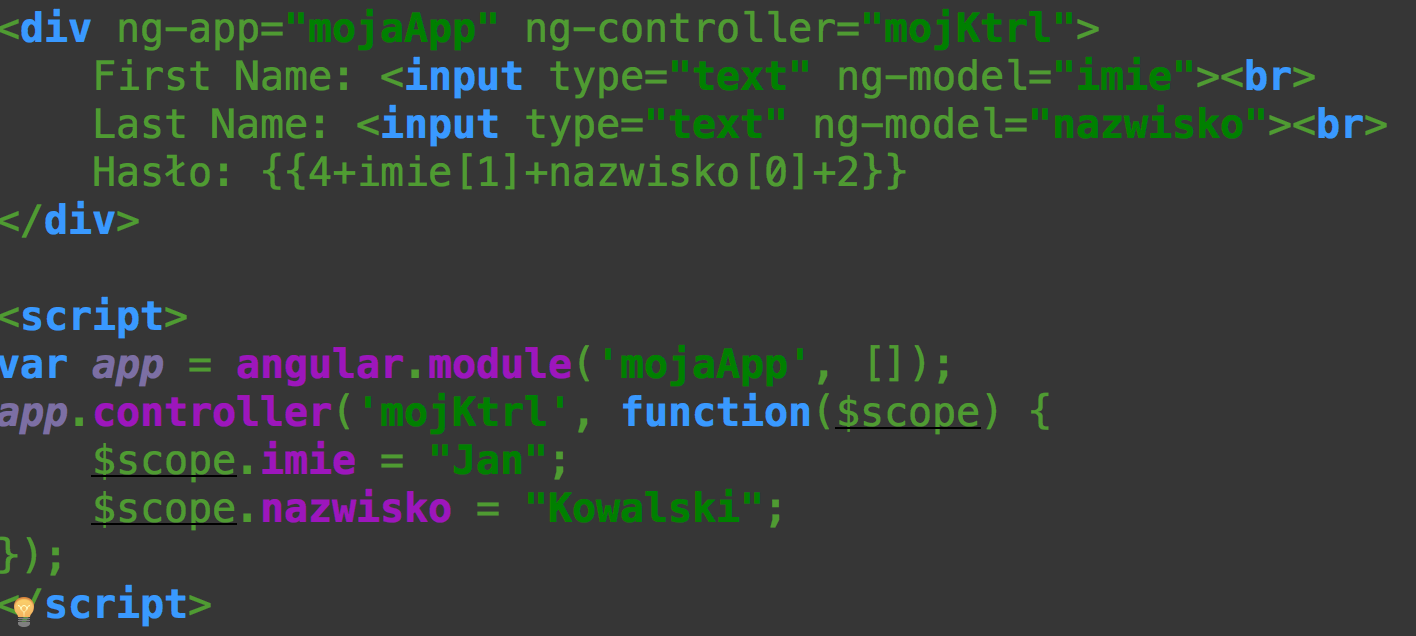 <div ng-app="mojaApp" ng-controller="mojKtrl">
    First Name: <input type="text" ng-model="imie"><br>
    Last Name: <input type="text" ng-model="nazwisko"><br>
    Hasło: {{4+imie[1]+nazwisko[0]+2}}
</div>

<script>
var app = angular.module('mojaApp', []);
app.controller('mojKtrl', function($scope) {
    $scope.imie = "Jan";
    $scope.nazwisko = "Kowalski";
});
</script>